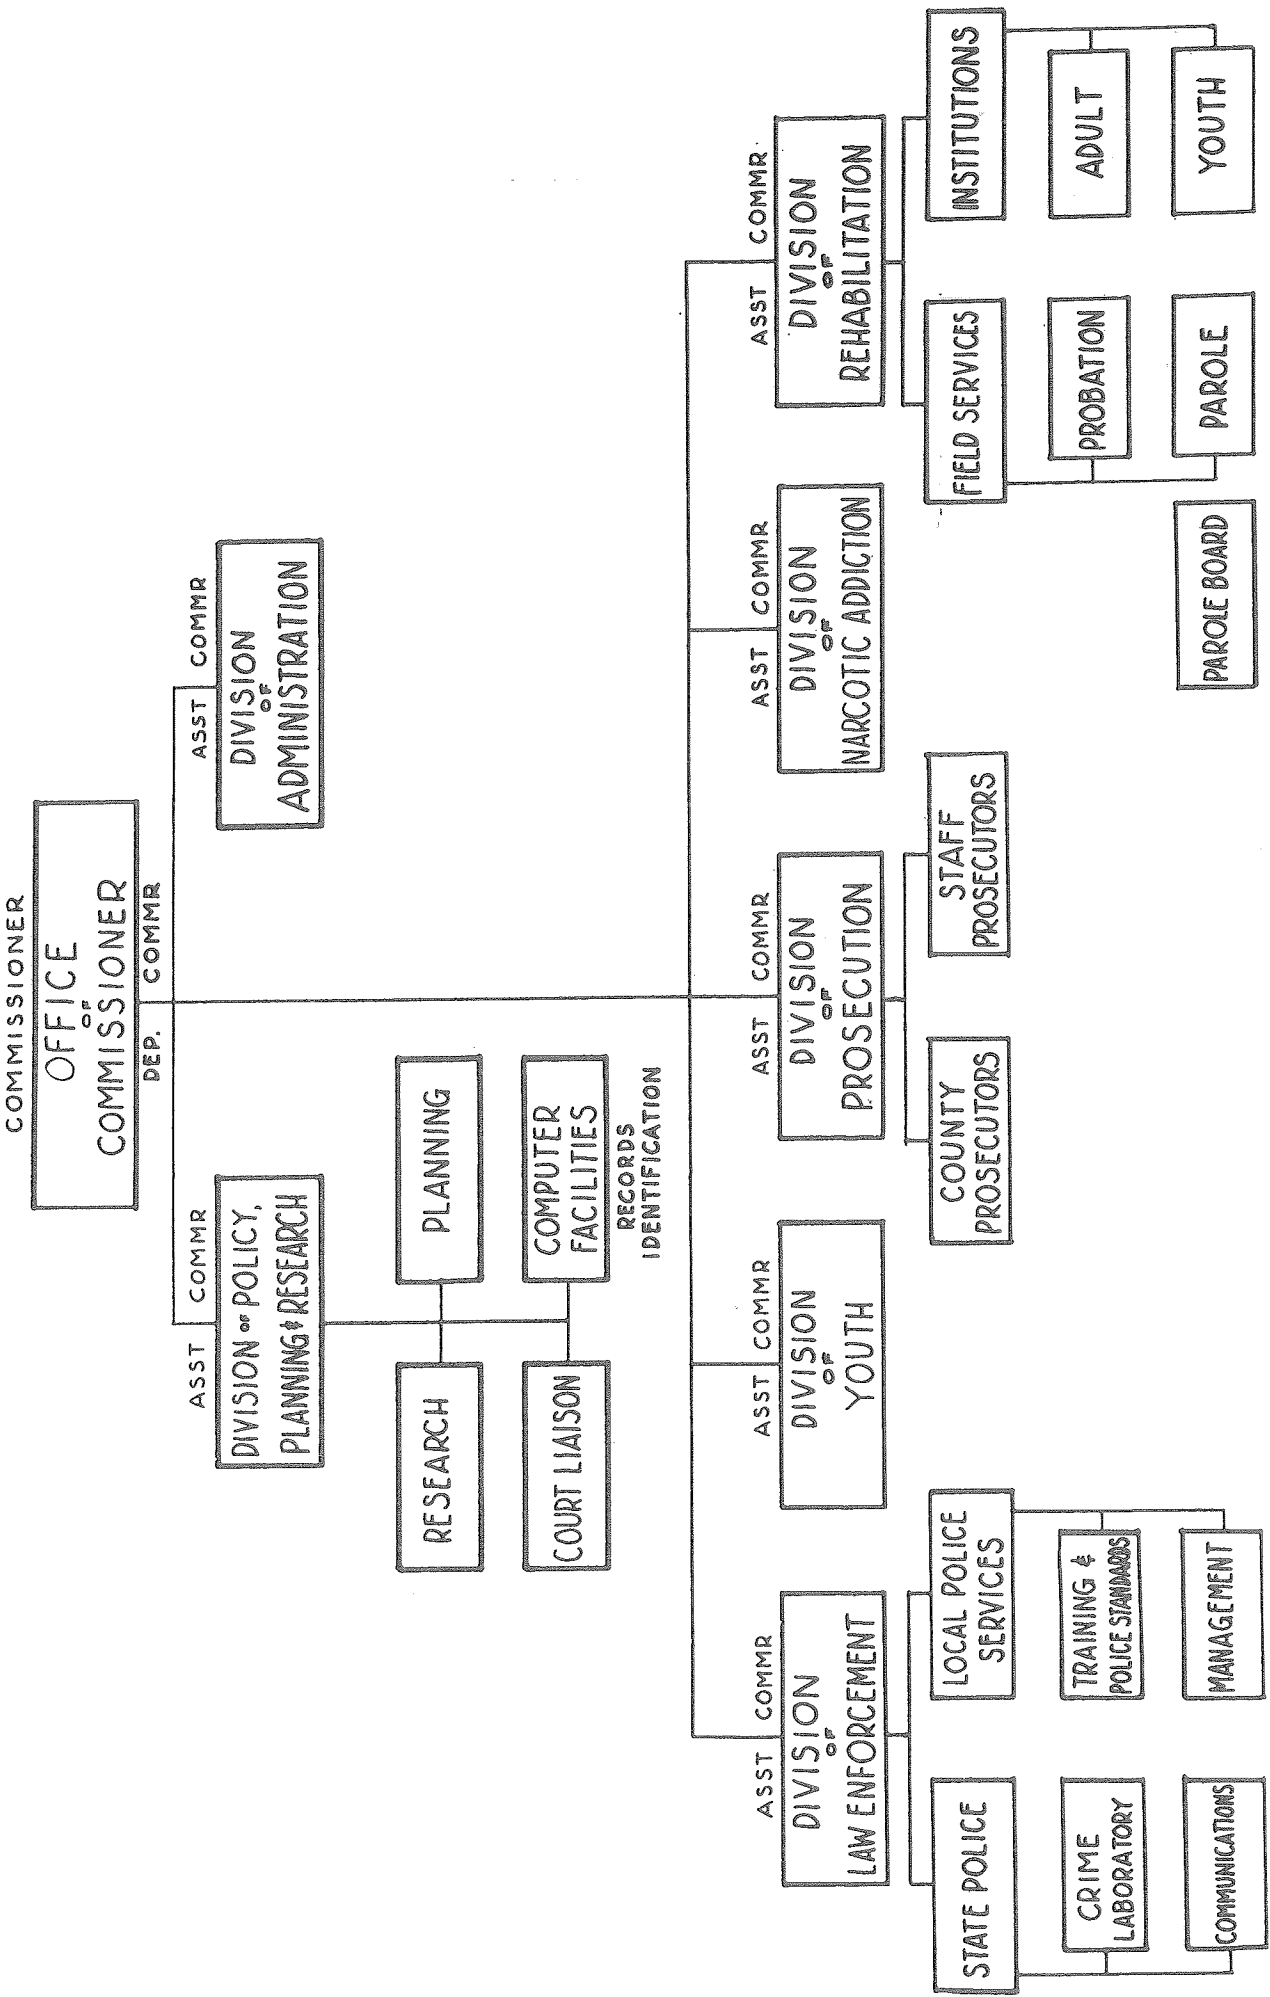 COMMISSIONER
OFFICE
OF
COMMISSIONER
DEP. COMMR
ASST COMMR
DIVISION OF POLICY,
PLANNING & RESEARCH
ASST COMMR
DIVISION
OF
ADMINISTRATION
RESEARCH
PLANNING
COURT LIAISON
COMPUTER
FACILITIES
RECORDS
IDENTIFICATION
ASST COMMR
DIVISION
OF
LAW ENFORCEMENT
ASST COMMR
DIVISION
OF
YOUTH
ASST COMMR
DIVISION
OF
PROSECUTION
ASST COMMR
DIVISION
OF
NARCOTIC ADDICTION
ASST COMMR.
DIVISION
OF
REHABILITATION
STATE POLICE
LOCAL POLICE
SERVICES
COUNTY
PROSECUTORS
STAFF
PROSECUTORS
FIELD SERVICES
INSTITUTIONS
CRIME
LABORATORY
TRAINING &
POLICE STANDARDS
PROBATION
ADULT
COMMUNICATIONS
MANAGEMENT
PAROLE BOARD
PAROLE
YOUTH